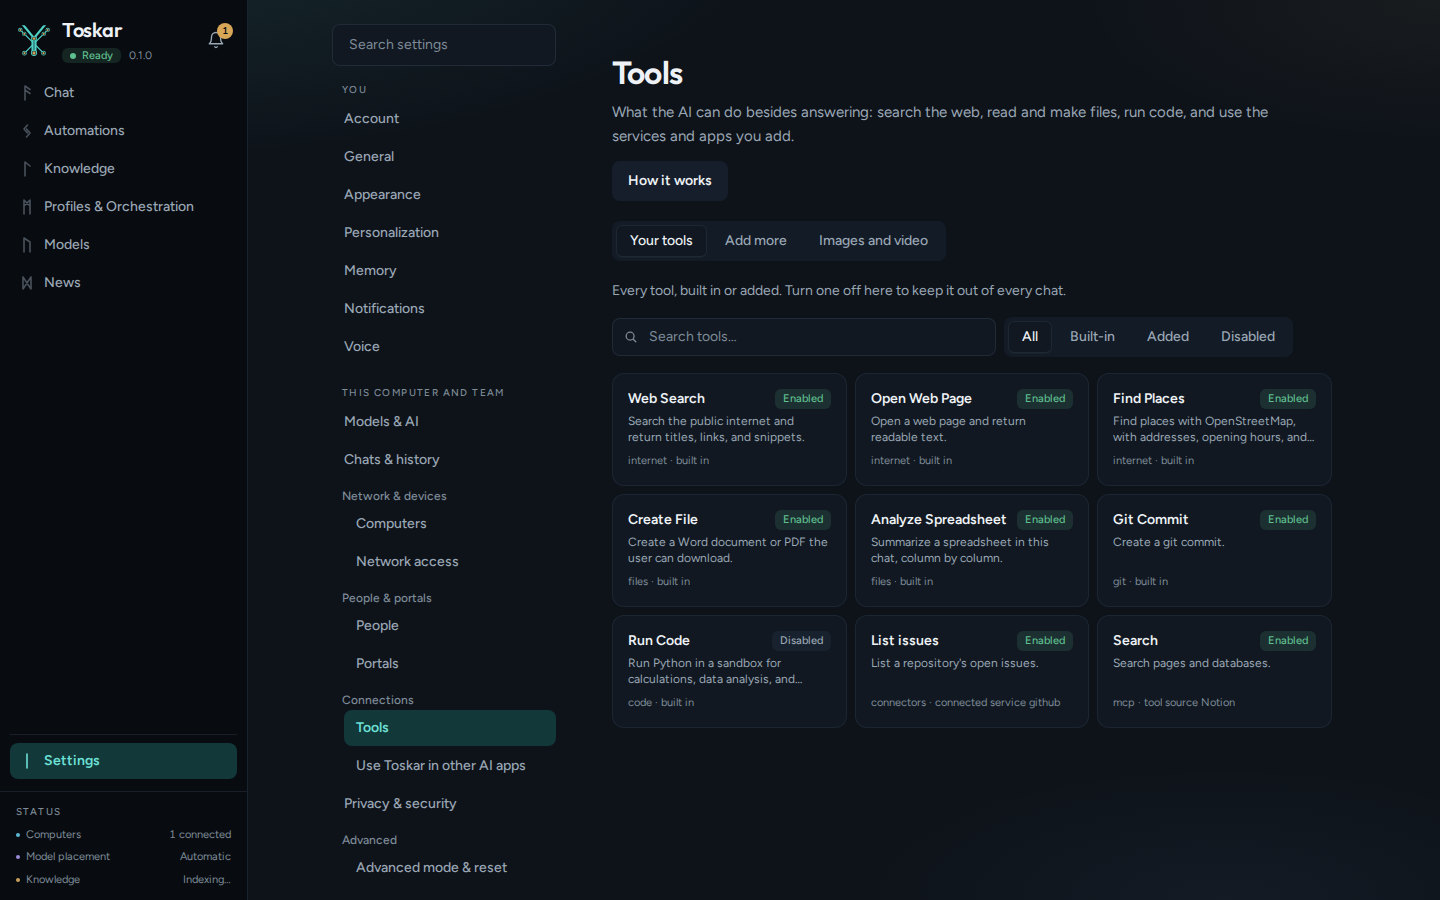 Toskar
Ready 0.1.0
1
Chat
Automations
Knowledge
Profiles & Orchestration
Models
News
Settings
STATUS
Computers 1 connected
Model placement Automatic
Knowledge Indexing...
Search settings
YOU
Account
General
Appearance
Personalization
Memory
Notifications
Voice
THIS COMPUTER AND TEAM
Models & AI
Chats & history
Network & devices
Computers
Network access
People & portals
People
Portals
Connections
Tools
Use Toskar in other AI apps
Privacy & security
Advanced
Advanced mode & reset
Tools
What the AI can do besides answering: search the web, read and make files, run code, and use the
services and apps you add.
How it works
Your tools Add more Images and video
Every tool, built in or added. Turn one off here to keep it out of every chat.
Search tools... All Built-in Added Disabled
Web Search Enabled
Search the public internet and
return titles, links, and snippets.
internet · built in
Open Web Page Enabled
Open a web page and return
readable text.
internet · built in
Find Places Enabled
Find places with OpenStreetMap,
with addresses, opening hours, and...
internet · built in
Create File Enabled
Create a Word document or PDF the
user can download.
files · built in
Analyze Spreadsheet Enabled
Summarize a spreadsheet in this
chat, column by column.
files · built in
Git Commit Enabled
Create a git commit.
git · built in
Run Code Disabled
Run Python in a sandbox for
calculations, data analysis, and...
code · built in
List issues Enabled
List a repository's open issues.
connectors · connected service github
Search Enabled
Search pages and databases.
mcp · tool source Notion